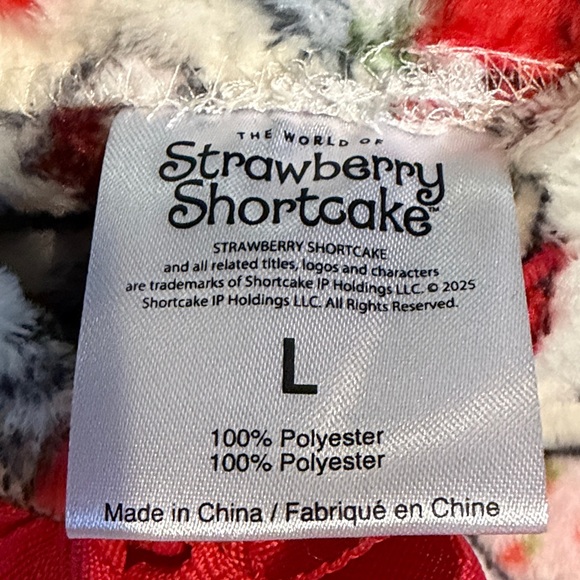 THE WORLD OF
Strawberry
Shortcake™
STRAWBERRY SHORTCAKE
and all related titles, logos and characters
are trademarks of Shortcake IP Holdings LLC. © 2025
Shortcake IP Holdings LLC. All Rights Reserved.
L
100% Polyester
100% Polyester
Made in China / Fabriqué en Chine